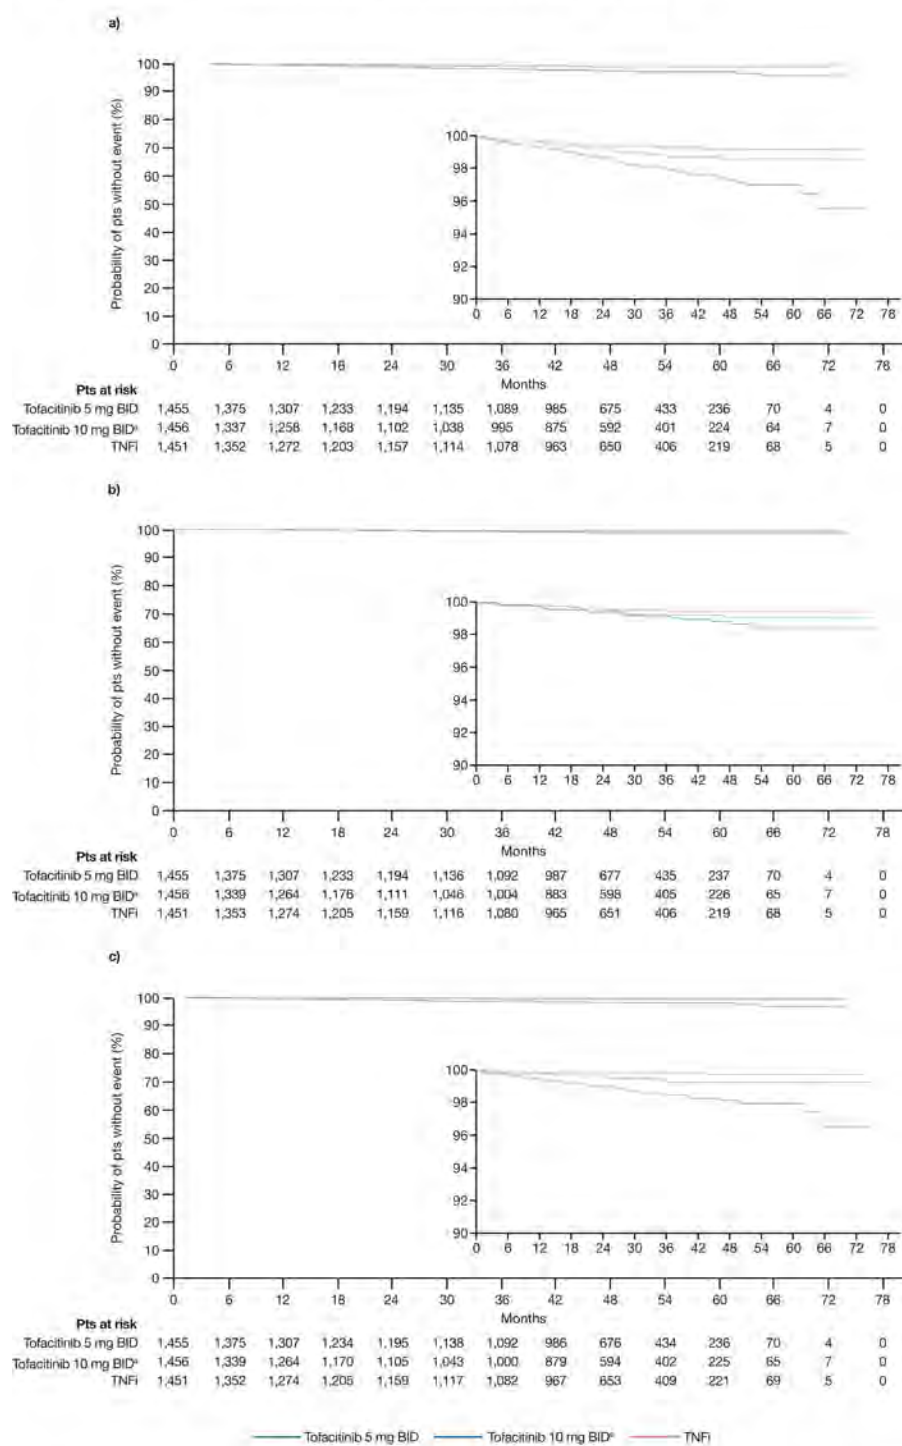 a)
Probability of pts without event (%)
100
90
80
70
60
50
40
30
20
10
0
100
98
96
94
92
90
0 6 12 18 24 30 36 42 48 54 60 66 72 78
0 6 12 18 24 30 36 42 48 54 60 66 72 78
Months
Pts at risk
Tofacitinib 5 mg BID 1,455 1,375 1,307 1,233 1,194 1,135 1,089 985 675 433 236 70 4 0
Tofacitinib 10 mg BIDᵃ 1,456 1,337 1,258 1,168 1,102 1,038 995 875 592 401 224 64 7 0
TNFi 1,451 1,352 1,272 1,203 1,157 1,114 1,078 963 650 406 219 68 5 0
b)
Probability of pts without event (%)
100
90
80
70
60
50
40
30
20
10
0
100
98
96
94
92
90
0 6 12 18 24 30 36 42 48 54 60 66 72 78
0 6 12 18 24 30 36 42 48 54 60 66 72 78
Months
Pts at risk
Tofacitinib 5 mg BID 1,455 1,375 1,307 1,233 1,194 1,136 1,092 987 677 435 237 70 4 0
Tofacitinib 10 mg BIDᵃ 1,456 1,339 1,264 1,176 1,111 1,046 1,004 883 598 405 226 65 7 0
TNFi 1,451 1,353 1,274 1,205 1,159 1,116 1,080 965 651 406 219 68 5 0
c)
Probability of pts without event (%)
100
90
80
70
60
50
40
30
20
10
0
100
98
96
94
92
90
0 6 12 18 24 30 36 42 48 54 60 66 72 78
0 6 12 18 24 30 36 42 48 54 60 66 72 78
Months
Pts at risk
Tofacitinib 5 mg BID 1,455 1,375 1,307 1,234 1,195 1,138 1,092 986 676 434 236 70 4 0
Tofacitinib 10 mg BIDᵃ 1,456 1,339 1,264 1,170 1,105 1,043 1,000 879 594 402 225 65 7 0
TNFi 1,451 1,352 1,274 1,205 1,159 1,117 1,082 967 653 409 221 69 5 0
Tofacitinib 5 mg BID Tofacitinib 10 mg BIDᵃ TNFi